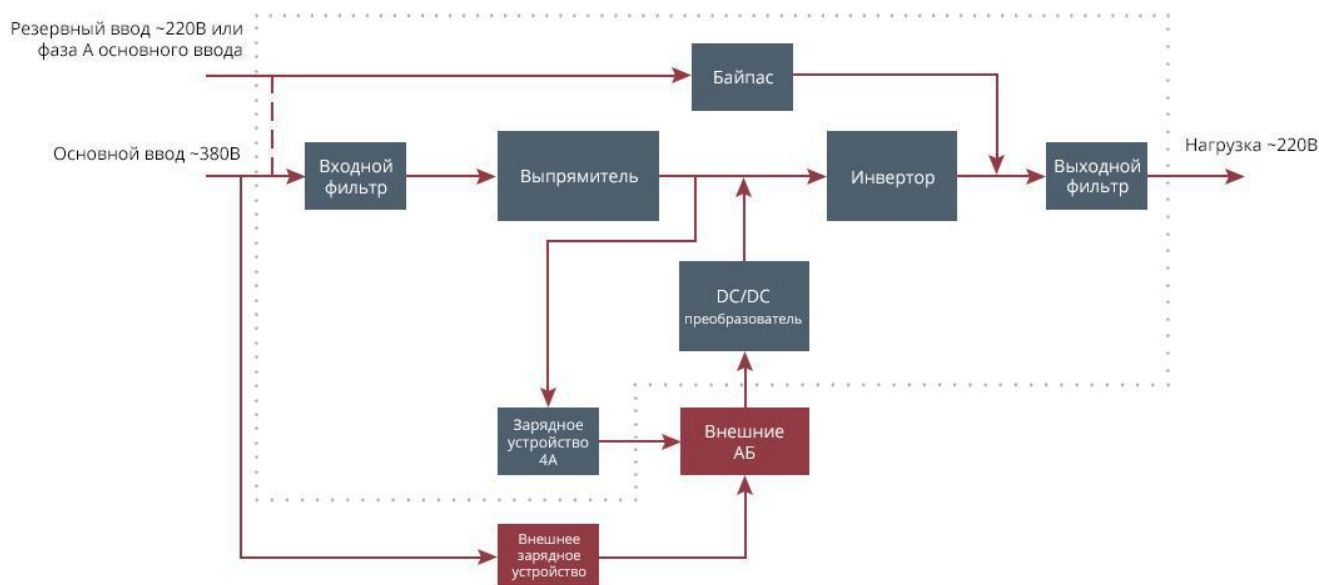 Резервный ввод ~220В или
фаза А основного ввода
Байпас
Основной ввод ~380В
Входной
фильтр
Выпрямитель
Инвертор
Выходной
фильтр
Нагрузка ~220В
DC/DC
преобразователь
Зарядное
устройство
4А
Внешние
АБ
Внешнее
зарядное
устройство